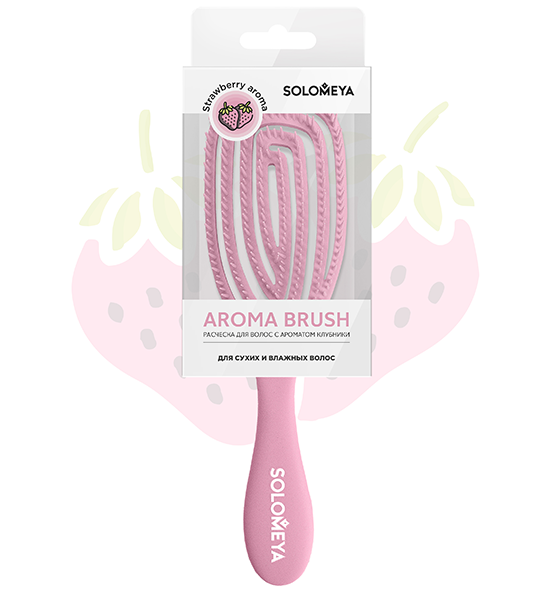 Strawberry aroma
SOLOMEYA
AROMA BRUSH
РАСЧЕСКА ДЛЯ ВОЛОС С АРОМАТОМ КЛУБНИКИ
ДЛЯ СУХИХ И ВЛАЖНЫХ ВОЛОС
SOLOMEYA